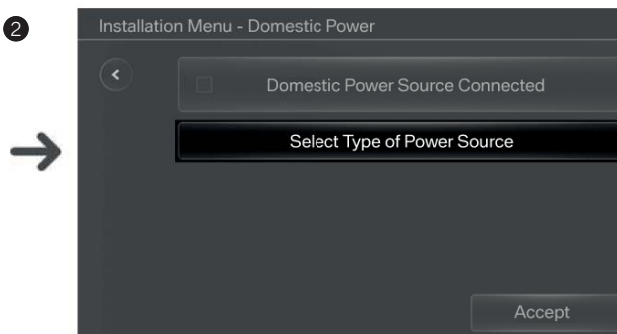 2
Installation Menu - Domestic Power
Domestic Power Source Connected
Select Type of Power Source
Accept